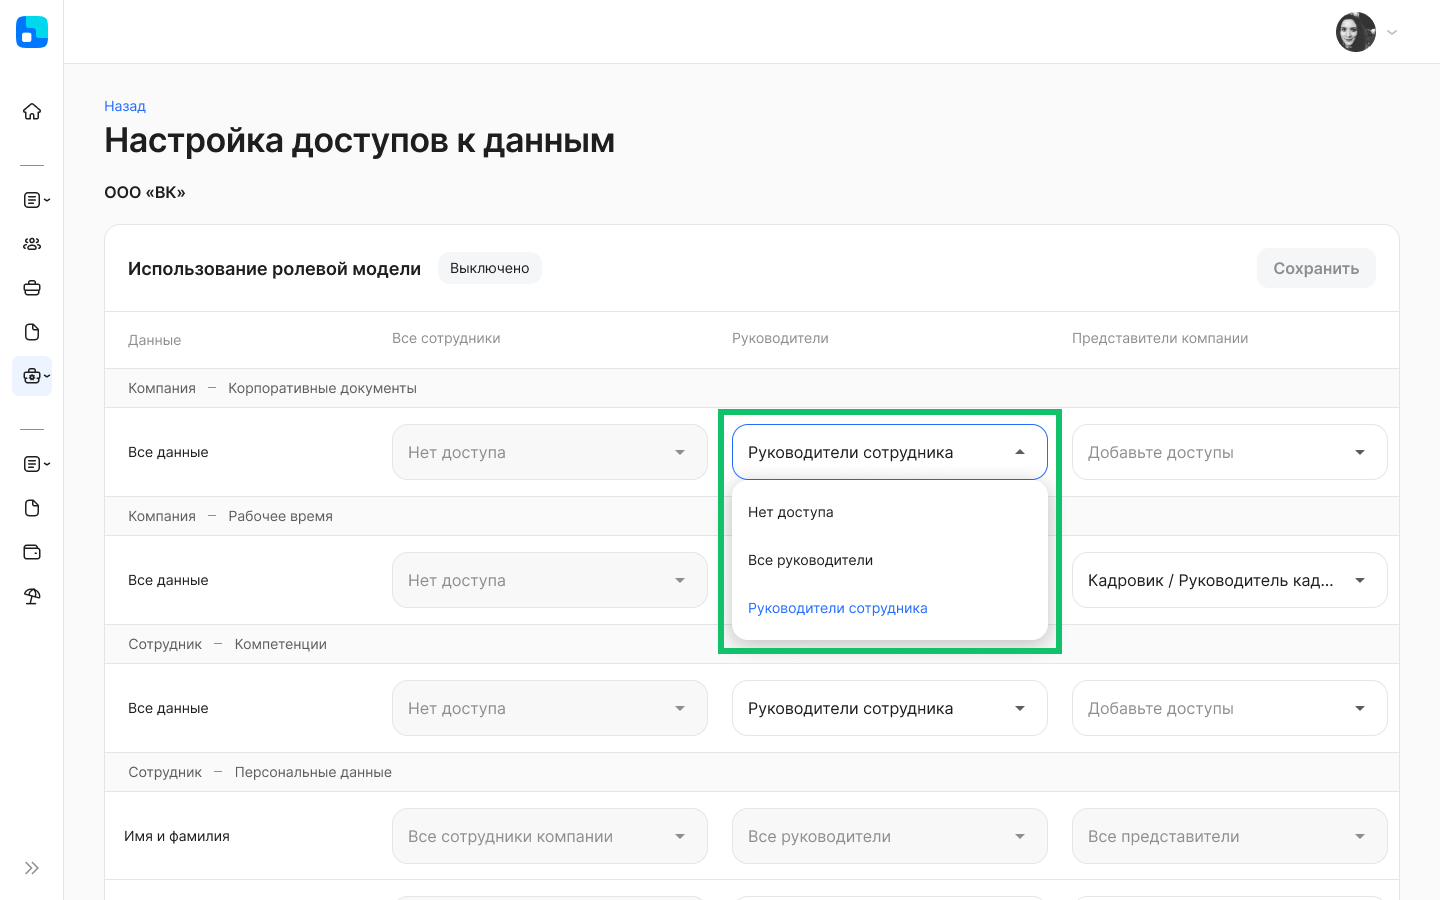 Назад
Настройка доступов к данным
ООО «ВК»
Использование ролевой модели Выключено Сохранить
Данные Все сотрудники Руководители Представители компании
Компания — Корпоративные документы
Все данные Нет доступа Руководители сотрудника Добавьте доступы
Нет доступа
Компания — Рабочее время
Все руководители
Все данные Нет доступа Кадровик / Руководитель кад...
Руководители сотрудника
Сотрудник — Компетенции
Все данные Нет доступа Руководители сотрудника Добавьте доступы
Сотрудник — Персональные данные
Имя и фамилия Все сотрудники компании Все руководители Все представители